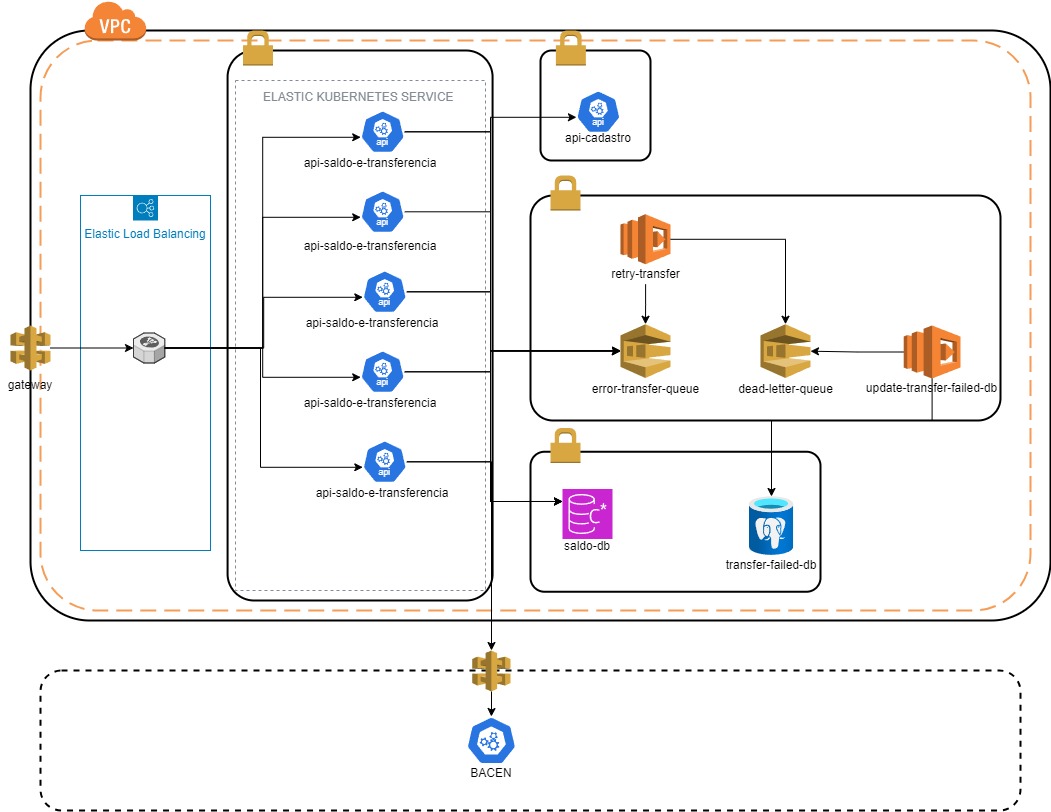 VPC
ELASTIC KUBERNETES SERVICE
api
api-saldo-e-transferencia
api
api-saldo-e-transferencia
api
api-saldo-e-transferencia
api
api-saldo-e-transferencia
api
api-saldo-e-transferencia
api
api-cadastro
Elastic Load Balancing
gateway
retry-transfer
error-transfer-queue
dead-letter-queue
update-transfer-failed-db
C*
saldo-db
transfer-failed-db
BACEN